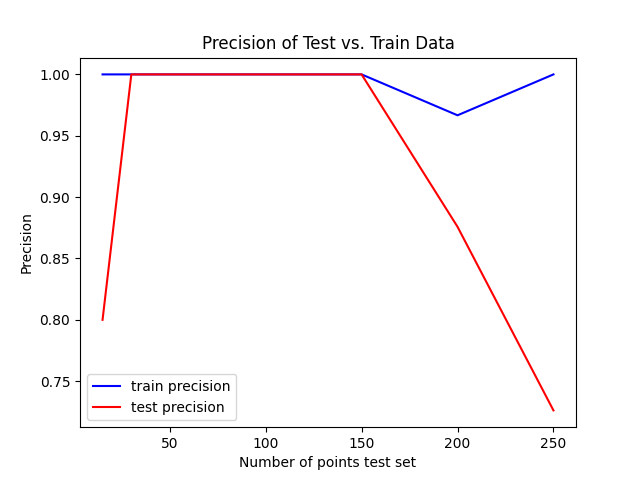 Precision of Test vs. Train Data
1.00
0.95
0.90
0.85
0.80
0.75
Precision
train precision
test precision
50 100 150 200 250
Number of points test set